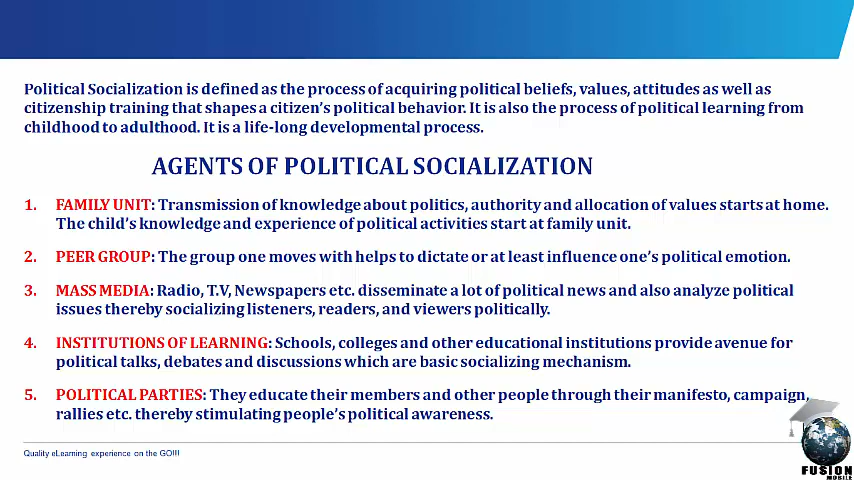 Political Socialization is defined as the process of acquiring political beliefs, values, attitudes as well as
citizenship training that shapes a citizen's political behavior. It is also the process of political learning from
childhood to adulthood. It is a life-long developmental process.
AGENTS OF POLITICAL SOCIALIZATION
1. FAMILY UNIT: Transmission of knowledge about politics, authority and allocation of values starts at home.
The child's knowledge and experience of political activities start at family unit.
2. PEER GROUP: The group one moves with helps to dictate or at least influence one's political emotion.
3. MASS MEDIA: Radio, T.V, Newspapers etc. disseminate a lot of political news and also analyze political
issues thereby socializing listeners, readers, and viewers politically.
4. INSTITUTIONS OF LEARNING: Schools, colleges and other educational institutions provide avenue for
political talks, debates and discussions which are basic socializing mechanism.
5. POLITICAL PARTIES: They educate their members and other people through their manifesto, campaign,
rallies etc. thereby stimulating people's political awareness.
Quality eLearning experience on the GO!!!
FUSION
MOBILE